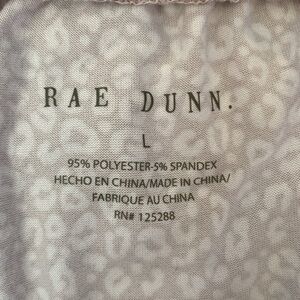 RAE DUNN.
L
95% POLYESTER-5% SPANDEX
HECHO EN CHINA/MADE IN CHINA/
FABRIQUE AU CHINA
RN# 125288